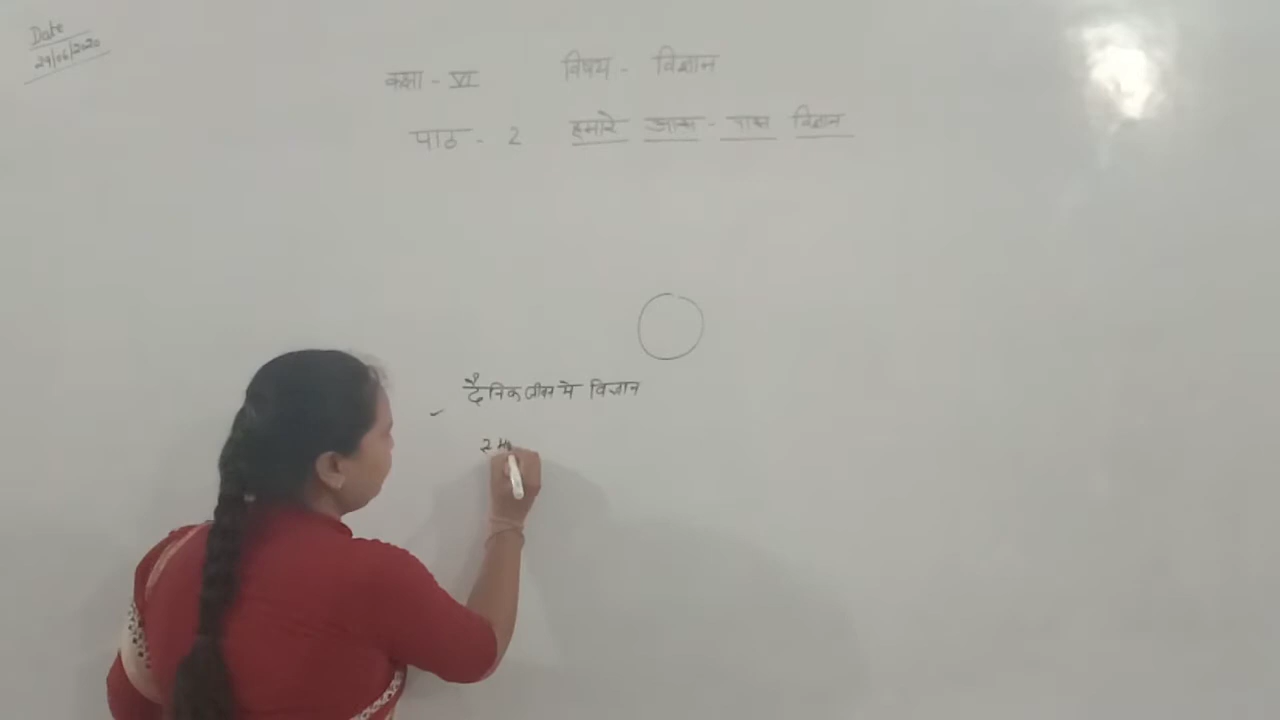 Date
29/06/2020
कक्षा - VI विषय - विज्ञान
पाठ - 2 हमारे आस - पास विज्ञान
दैनिक जीवन मे विज्ञान